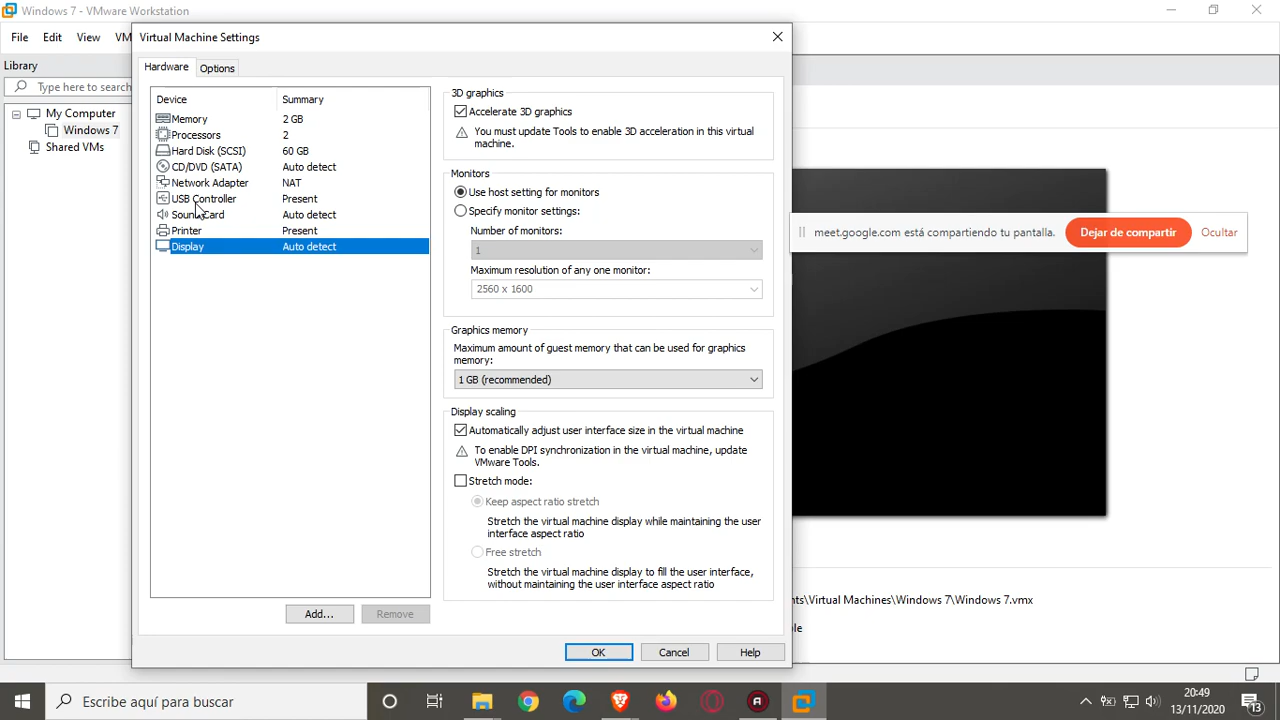 Windows 7 - VMware Workstation
File Edit View VM
Library
Type here to search
My Computer
Windows 7
Shared VMs
Virtual Machine Settings
Hardware Options
Device Summary
Memory 2 GB
Processors 2
Hard Disk (SCSI) 60 GB
CD/DVD (SATA) Auto detect
Network Adapter NAT
USB Controller Present
Sound Card Auto detect
Printer Present
Display Auto detect
Add... Remove
3D graphics
Accelerate 3D graphics
You must update Tools to enable 3D acceleration in this virtual
machine.
Monitors
Use host setting for monitors
Specify monitor settings:
Number of monitors:
1
Maximum resolution of any one monitor:
2560 x 1600
Graphics memory
Maximum amount of guest memory that can be used for graphics
memory:
1 GB (recommended)
Display scaling
Automatically adjust user interface size in the virtual machine
To enable DPI synchronization in the virtual machine, update
VMware Tools.
Stretch mode:
Keep aspect ratio stretch
Stretch the virtual machine display while maintaining the user
interface aspect ratio
Free stretch
Stretch the virtual machine display to fill the user interface,
without maintaining the user interface aspect ratio
OK Cancel Help
meet.google.com está compartiendo tu pantalla. Dejar de compartir Ocultar
nts\Virtual Machines\Windows 7\Windows 7.vmx
ble
Escribe aquí para buscar
20:49
13/11/2020
13